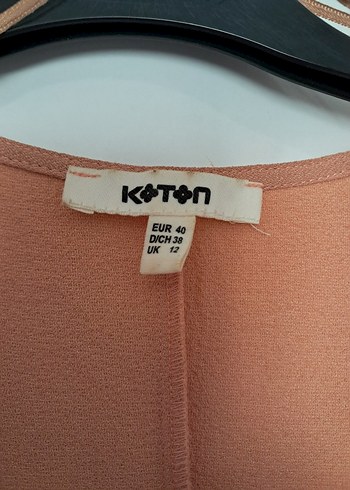 KOTON
EUR 40
D/CH 38
UK 12